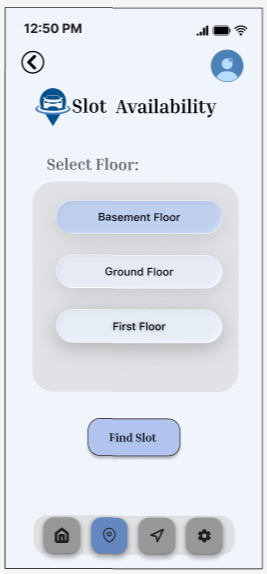 12:50 PM
Slot Availability
Select Floor:
Basement Floor
Ground Floor
First Floor
Find Slot